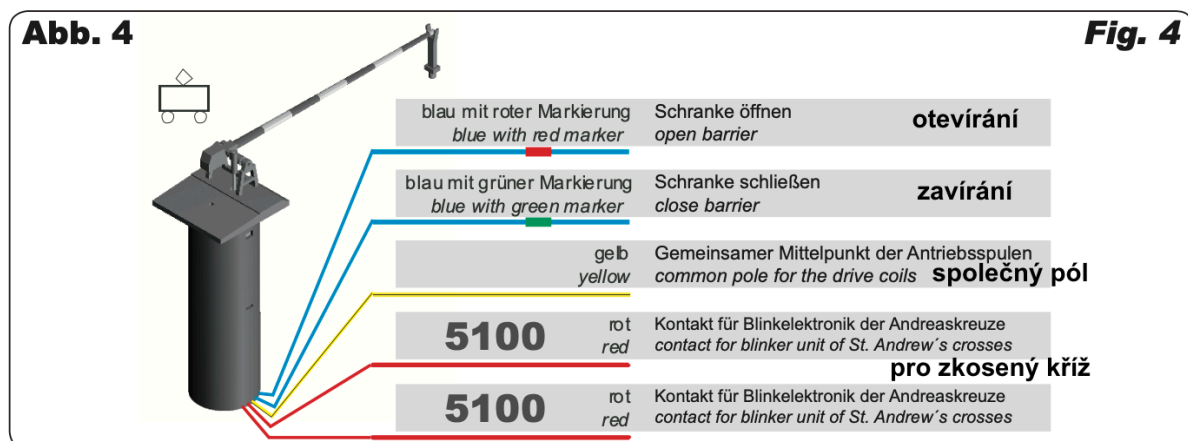 Abb. 4
Fig. 4
blau mit roter Markierung Schranke öffnen otevírání
blue with red marker open barrier
blau mit grüner Markierung Schranke schließen zavírání
blue with green marker close barrier
gelb Gemeinsamer Mittelpunkt der Antriebsspulen
yellow common pole for the drive coils společný pól
5100 rot Kontakt für Blinkelektronik der Andreaskreuze
red contact for blinker unit of St. Andrew´s crosses
pro zkosený kříž
5100 rot Kontakt für Blinkelektronik der Andreaskreuze
red contact for blinker unit of St. Andrew´s crosses